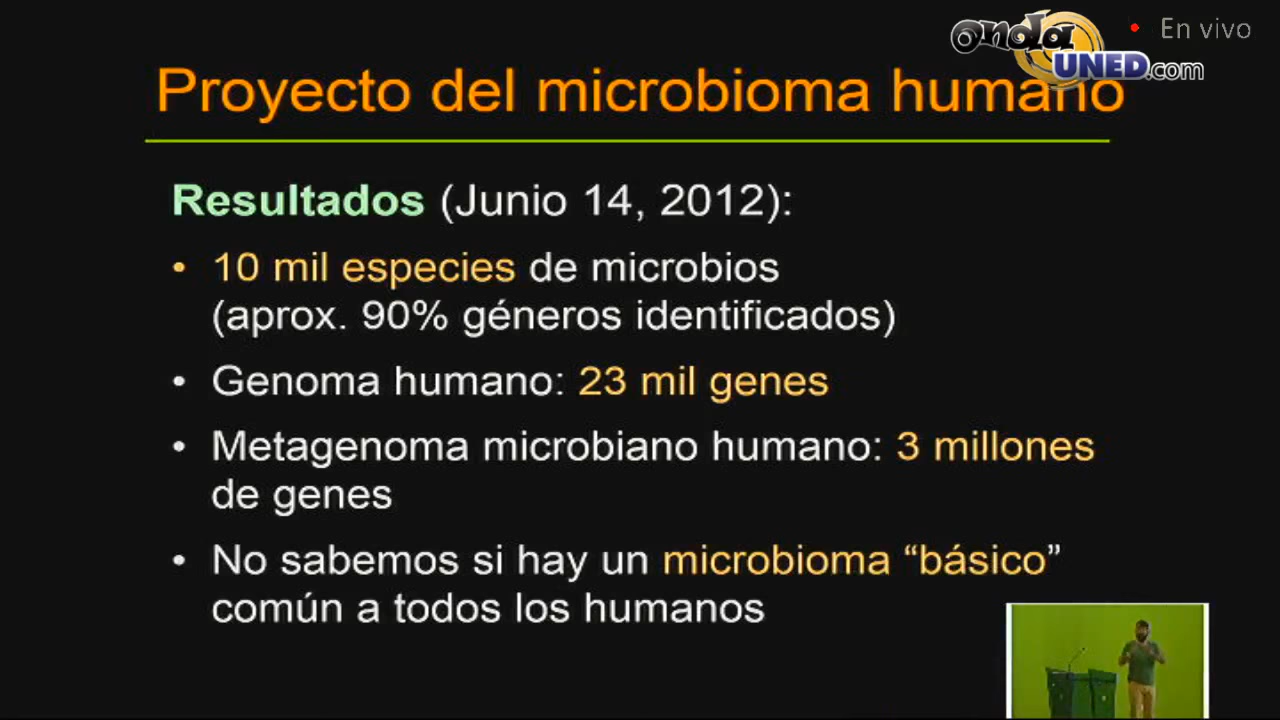 onda
UNED.com
• En vivo
Proyecto del microbioma humano
Resultados (Junio 14, 2012):
• 10 mil especies de microbios
(aprox. 90% géneros identificados)
• Genoma humano: 23 mil genes
• Metagenoma microbiano humano: 3 millones
de genes
• No sabemos si hay un microbioma “básico”
común a todos los humanos